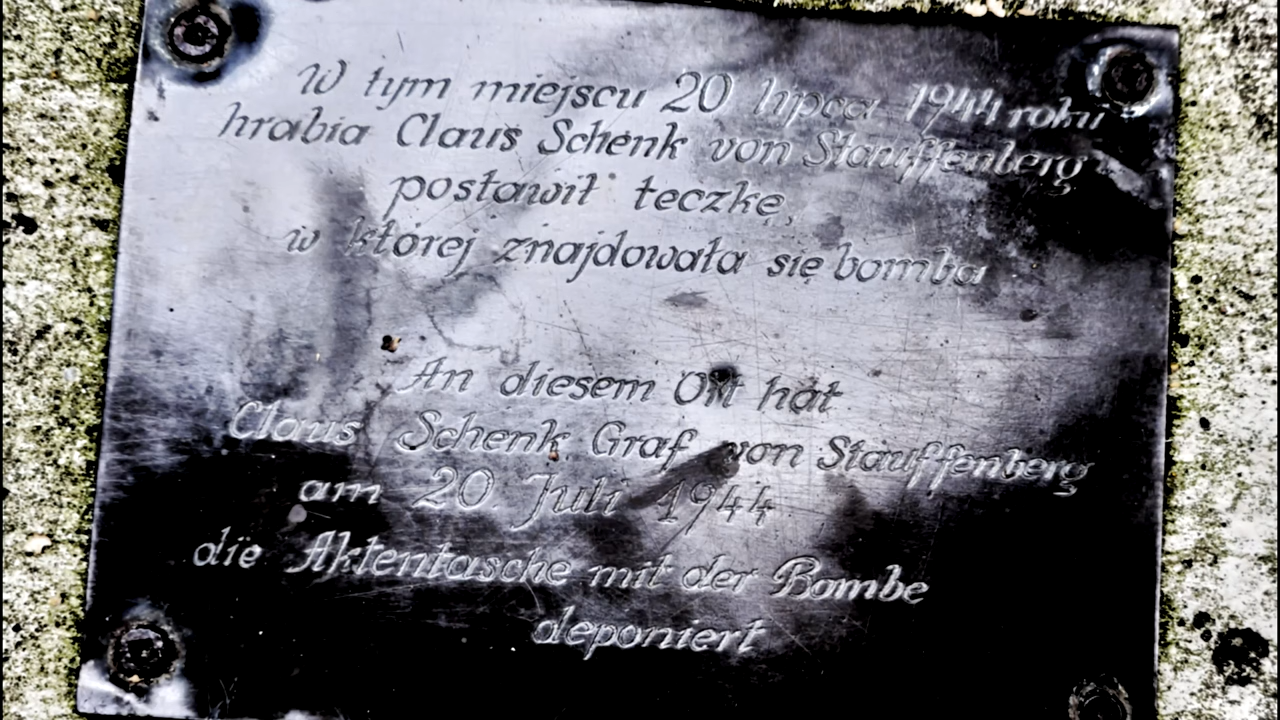 W tym miejscu 20 lipca 1944 roku
hrabia Claus Schenk von Stauffenberg
postawił teczkę,
w której znajdowała się bomba
An diesem Ort hat
Claus Schenk Graf von Stauffenberg
am 20. Juli 1944
die Aktentasche mit der Bombe
deponiert